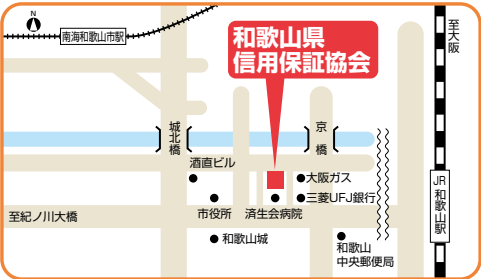 N
南海和歌山市駅
和歌山県
信用保証協会
至大阪
城北橋
京橋
酒直ビル
大阪ガス
三菱UFJ銀行
市役所
済生会病院
至紀ノ川大橋
和歌山城
和歌山
中央郵便局
JR和歌山駅